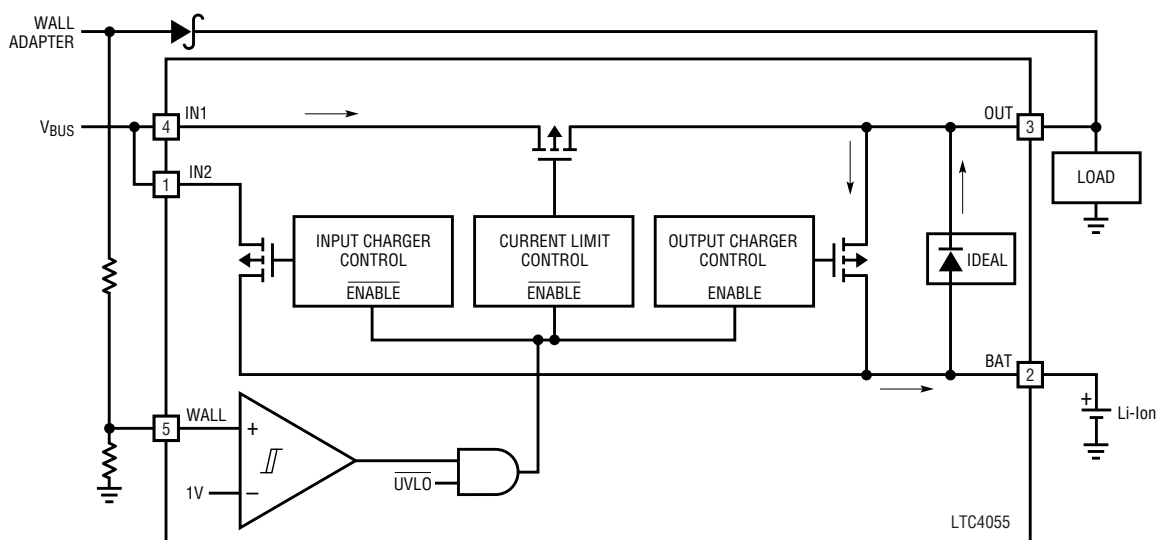 WALL
ADAPTER
VBUS
4
IN1
OUT
3
1
IN2
LOAD
INPUT CHARGER
CONTROL
ENABLE
CURRENT LIMIT
CONTROL
ENABLE
OUTPUT CHARGER
CONTROL
ENABLE
IDEAL
BAT
2
+
Li-Ion
5
WALL
+
1V
–
UVLO
LTC4055